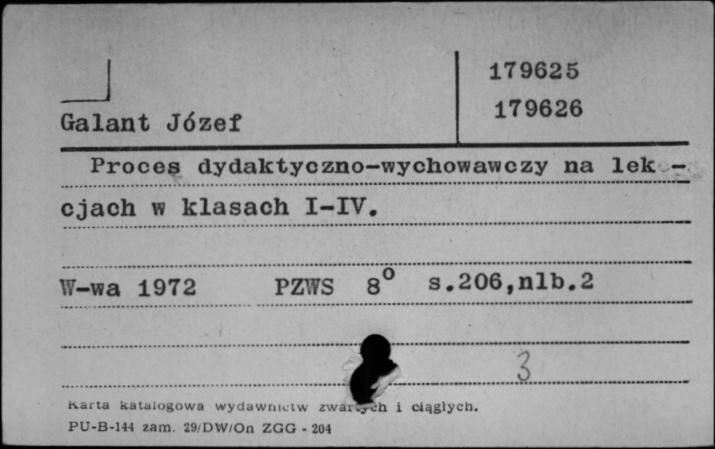 179625
179626
Galant Józef
Proces dydaktyczno-wychowawczy na lek-
cjach w klasach I-IV.
W-wa 1972 PZWS 8° s.206,nlb.2
3
Karta katalogowa wydawnictw zwartych i ciągłych.
PU-B-144 zam. 29/DW/On ZGG - 204